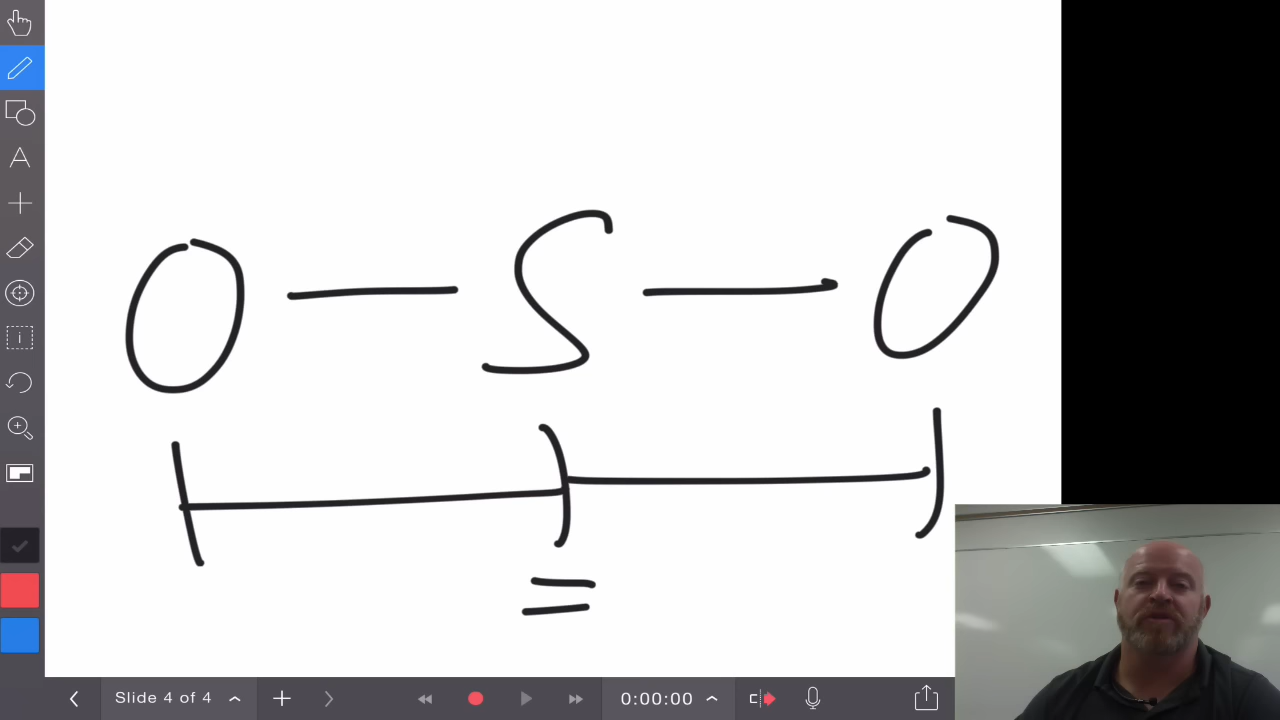 O — S — O
=
Slide 4 of 4
0:00:00